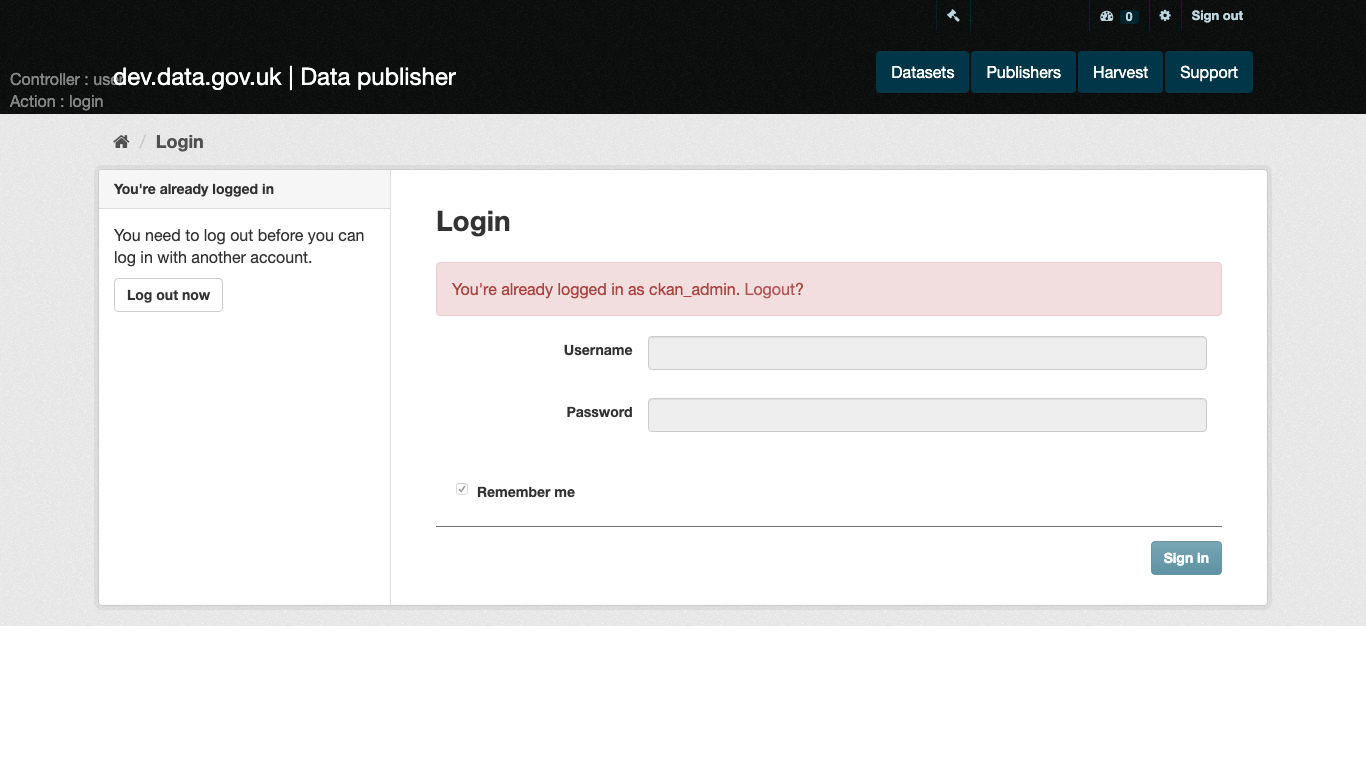 0
Sign out
Controller : user
dev.data.gov.uk | Data publisher
Datasets
Publishers
Harvest
Support
Action : login
/ Login
You're already logged in
You need to log out before you can
log in with another account.
Log out now
Login
You're already logged in as ckan_admin. Logout?
Username
Password
Remember me
Sign in